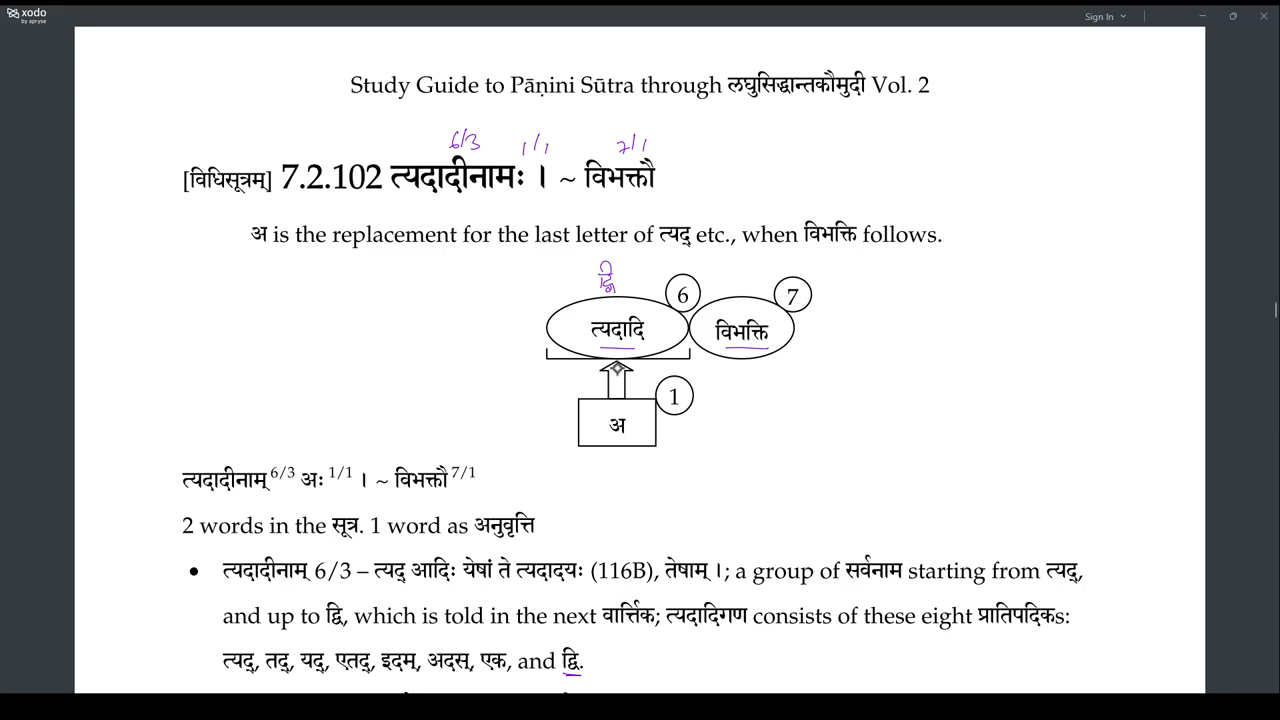 xodo
by apryse
Sign In
Study Guide to Pāṇini Sūtra through लघुसिद्धान्तकौमुदी Vol. 2
6/3 1/1 7/1
[विधिसूत्रम्] 7.2.102 त्यदादीनामः । ~ विभक्तौ
अ is the replacement for the last letter of त्यद् etc., when विभक्ति follows.
द्वि
6 7
त्यदादि विभक्ति
1
अ
त्यदादीनाम् 6/3 अः 1/1 । ~ विभक्तौ 7/1
2 words in the सूत्र. 1 word as अनुवृत्ति
• त्यदादीनाम् 6/3 – त्यद् आदिः येषां ते त्यदादयः (116B), तेषाम् ।; a group of सर्वनाम starting from त्यद्,
and up to द्वि, which is told in the next वार्त्तिक; त्यदादिगण consists of these eight प्रातिपदिकs:
त्यद्, तद्, यद्, एतद्, इदम्, अदस्, एक, and द्वि.